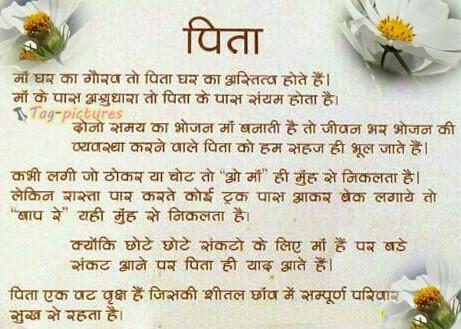 पिता
माँ घर का गौरव तो पिता घर का अस्तित्व होते हैं।
माँ के पास अश्रुधारा तो पिता के पास संयम होता है।
Tag-pictures
दोनो समय का भोजन माँ बनाती है तो जीवन भर भोजन की
व्यवस्था करने वाले पिता को हम सहज ही भूल जाते हैं।
कभी लगी जो ठोकर या चोट तो "ओ माँ" ही मुँह से निकलता है।
लेकिन रास्ता पार करते कोई ट्रक पास आकर ब्रेक लगाये तो
"बाप रे" यही मुँह से निकलता है।
क्योंकि छोटे छोटे संकटो के लिए माँ हैं पर बडे
संकट आने पर पिता ही याद आते हैं।
पिता एक वट वृक्ष हैं जिसकी शीतल छाँव में सम्पूर्ण परिवार
सुख से रहता है।